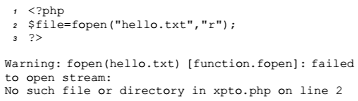 1 <?php
2 $file=fopen("hello.txt","r");
3 ?>
Warning: fopen(hello.txt) [function.fopen]: failed
to open stream:
No such file or directory in xpto.php on line 2